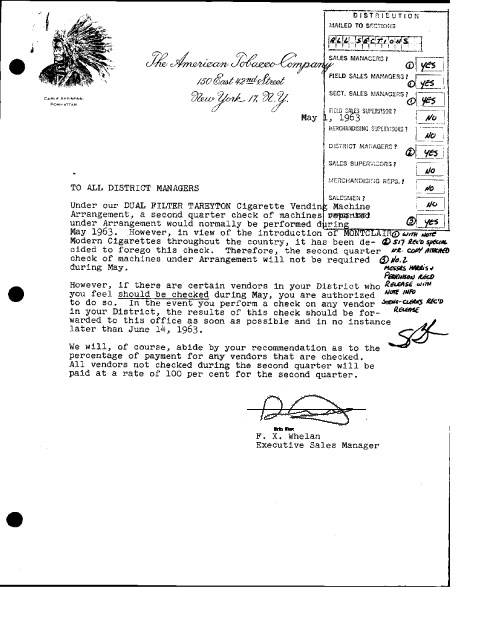 DISTRIBUTION
MAILED TO SECTIONS
ALL SECTIONS
SALES MANAGERS? ① YES
FIELD SALES MANAGERS? ① YES
SECT. SALES MANAGERS? ① YES
FIELD SALES SUPERVISOR? NO
MERCHANDISING SUPERVISORS? NO
DISTRICT MANAGERS? ② YES
SALES SUPERVISORS? NO
MERCHANDISING REPS.? NO
SALESMEN? NO
③ YES
The American Tobacco Company
150 East 42nd Street
New York 17, N.Y.
CABLE ADDRESS:
May 1, 1963
TO ALL DISTRICT MANAGERS
Under our DUAL FILTER TAREYTON Cigarette Vending Machine
Arrangement, a second quarter check of machines
under Arrangement would normally be performed during
May 1963. However, in view of the introduction of MONTCLAIR
Modern Cigarettes throughout the country, it has been de-
cided to forego this check. Therefore, the second quarter
check of machines under Arrangement will not be required
during May.
However, if there are certain vendors in your District who
you feel should be checked during May, you are authorized
to do so. In the event you perform a check on any vendor
in your District, the results of this check should be for-
warded to this office as soon as possible and in no instance
later than June 14, 1963.
We will, of course, abide by your recommendation as to the
percentage of payment for any vendors that are checked.
All vendors not checked during the second quarter will be
paid at a rate of 100 per cent for the second quarter.
① WITH NOTE
② 517 REC'D SPECIAL
COPY ATTACHED
③ NO. 2
MESSRS HARRIS &
REC'D
RELEASE WITH
NOTE INFO
CLERKS REC'D
RELEASE
F. X. Whelan
Executive Sales Manager